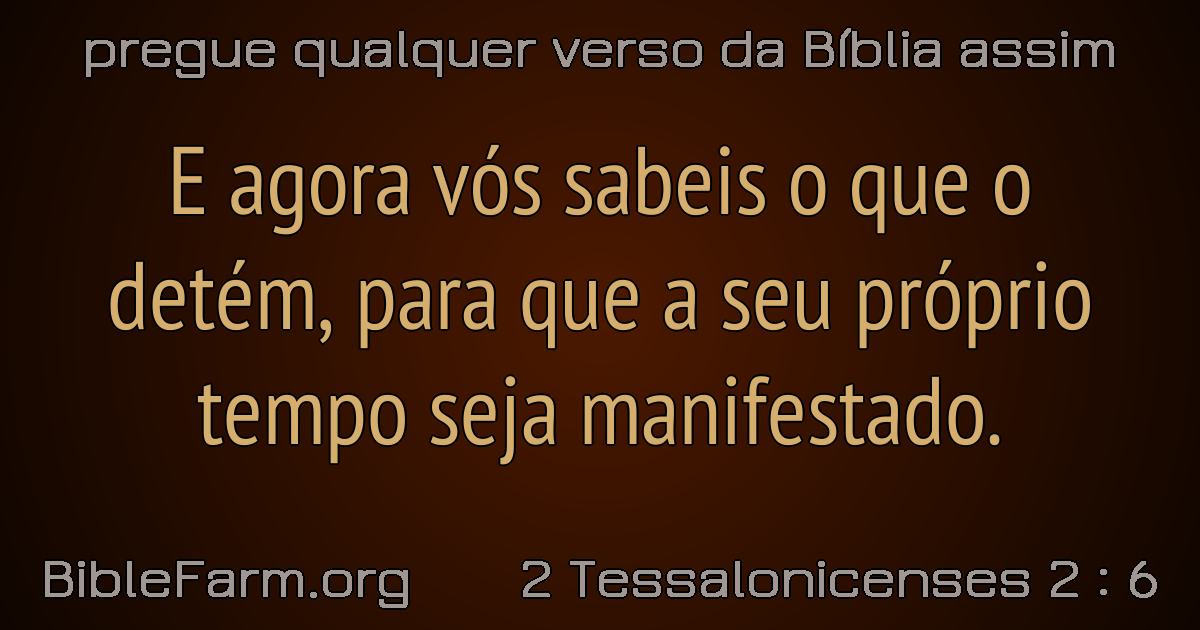 pregue qualquer verso da Bíblia assim
E agora vós sabeis o que o
detém, para que a seu próprio
tempo seja manifestado.
BibleFarm.org 2 Tessalonicenses 2 : 6